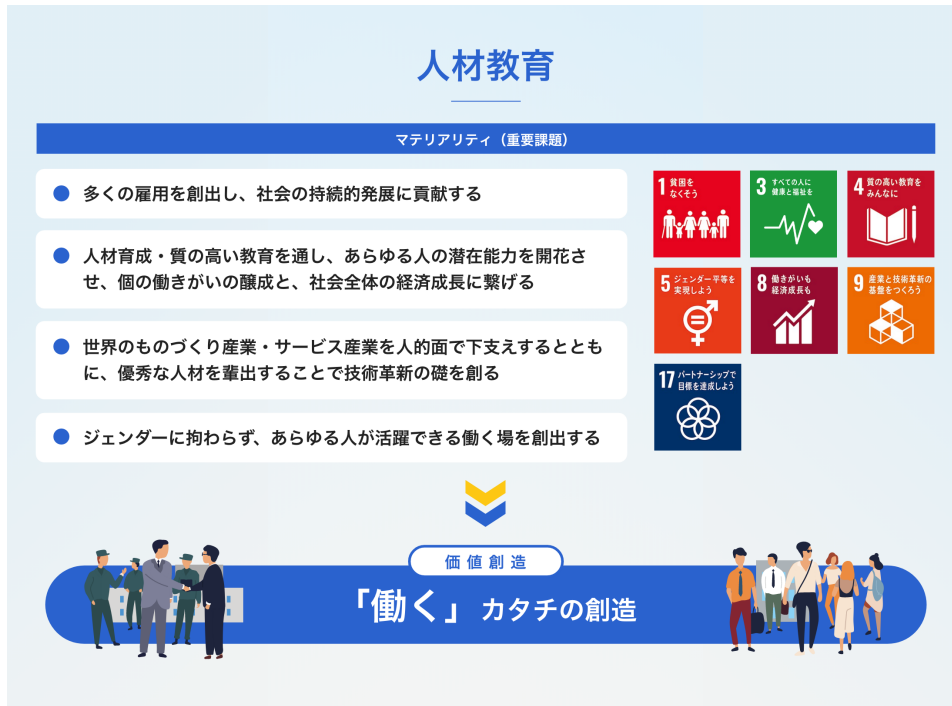 人材教育
マテリアリティ（重要課題）
多くの雇用を創出し、社会の持続的発展に貢献する
人材育成・質の高い教育を通し、あらゆる人の潜在能力を開花さ
せ、個の働きがいの醸成と、社会全体の経済成長に繋げる
世界のものづくり産業・サービス産業を人的面で下支えするととも
に、優秀な人材を輩出することで技術革新の礎を創る
ジェンダーに拘わらず、あらゆる人が活躍できる働く場を創出する
1 貧困を
なくそう
3 すべての人に
健康と福祉を
4 質の高い教育を
みんなに
5 ジェンダー平等を
実現しよう
8 働きがいも
経済成長も
9 産業と技術革新の
基盤をつくろう
17 パートナーシップで
目標を達成しよう
価値創造
「働く」カタチの創造